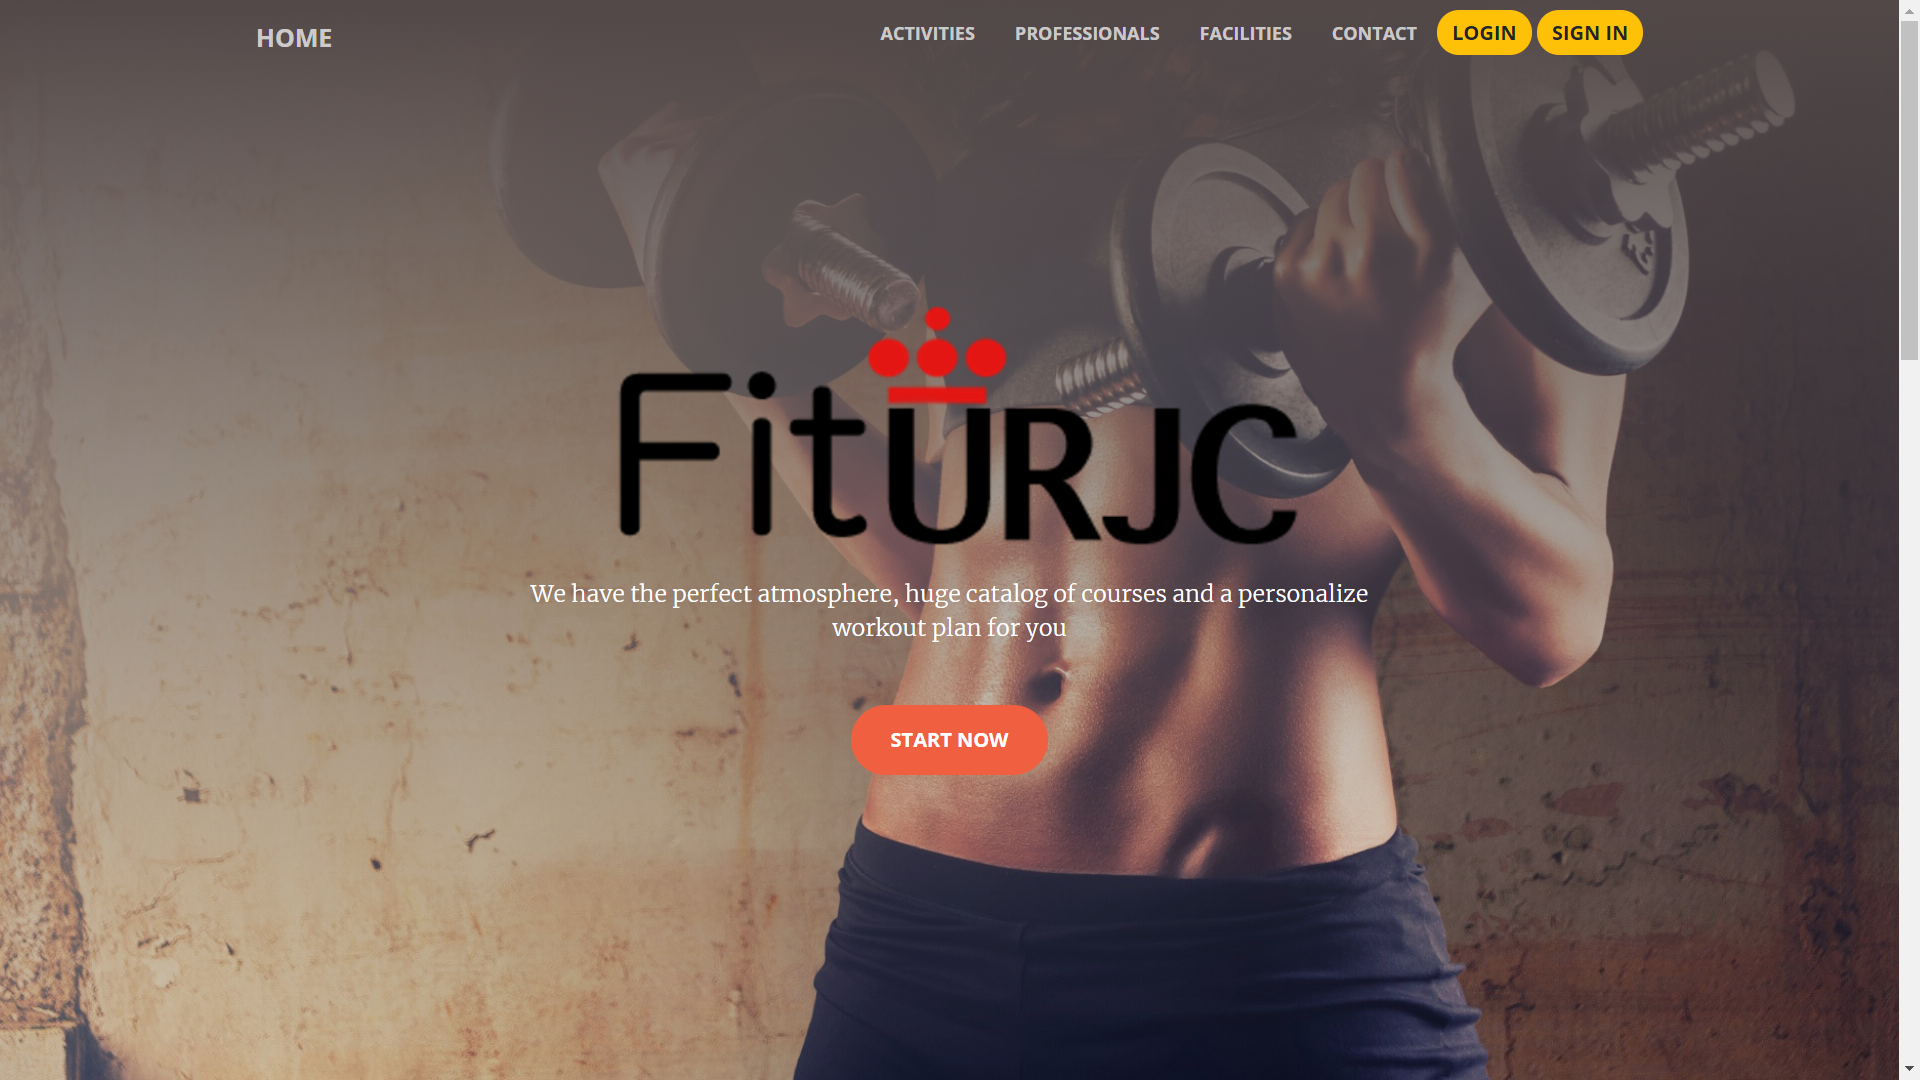 HOME
ACTIVITIES
PROFESSIONALS
FACILITIES
CONTACT
LOGIN
SIGN IN
FitURJC
We have the perfect atmosphere, huge catalog of courses and a personalize
workout plan for you
START NOW